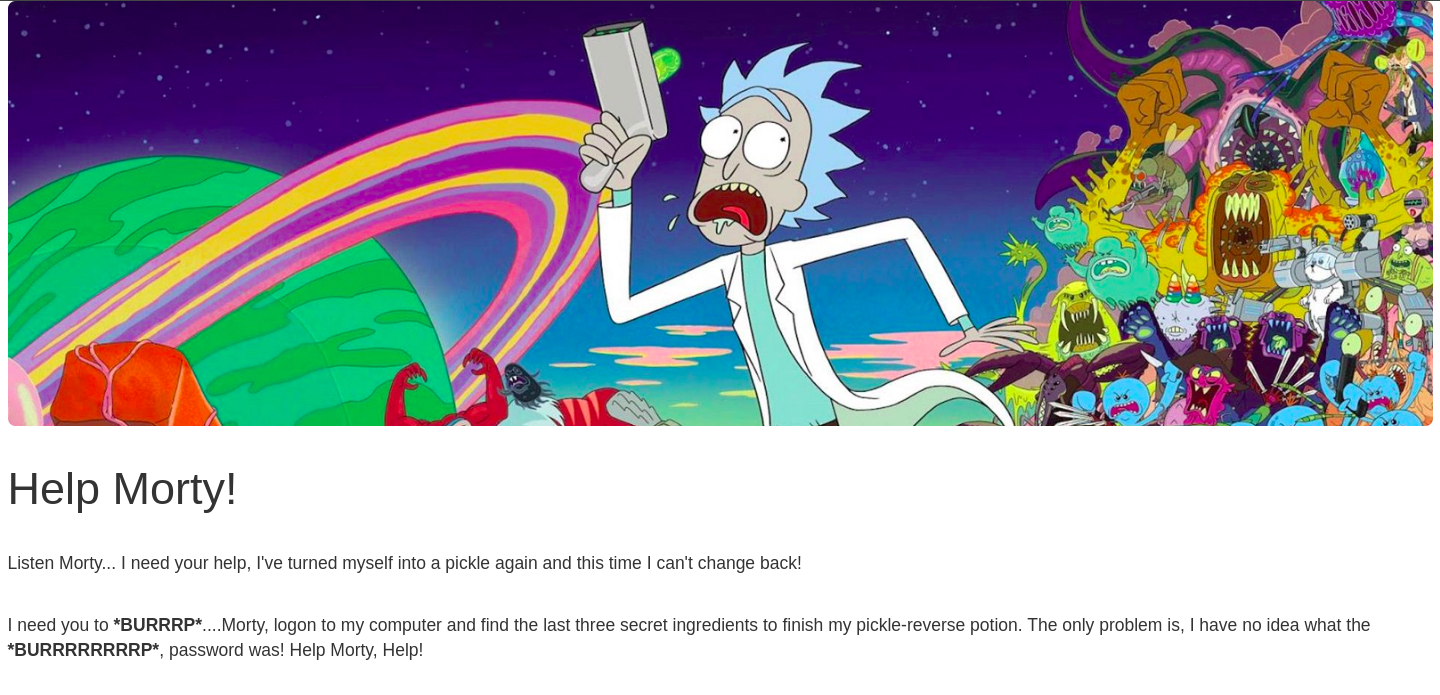 Help Morty!
Listen Morty... I need your help, I've turned myself into a pickle again and this time I can't change back!
I need you to *BURRRP*....Morty, logon to my computer and find the last three secret ingredients to finish my pickle-reverse potion. The only problem is, I have no idea what the
*BURRRRRRRRP*, password was! Help Morty, Help!